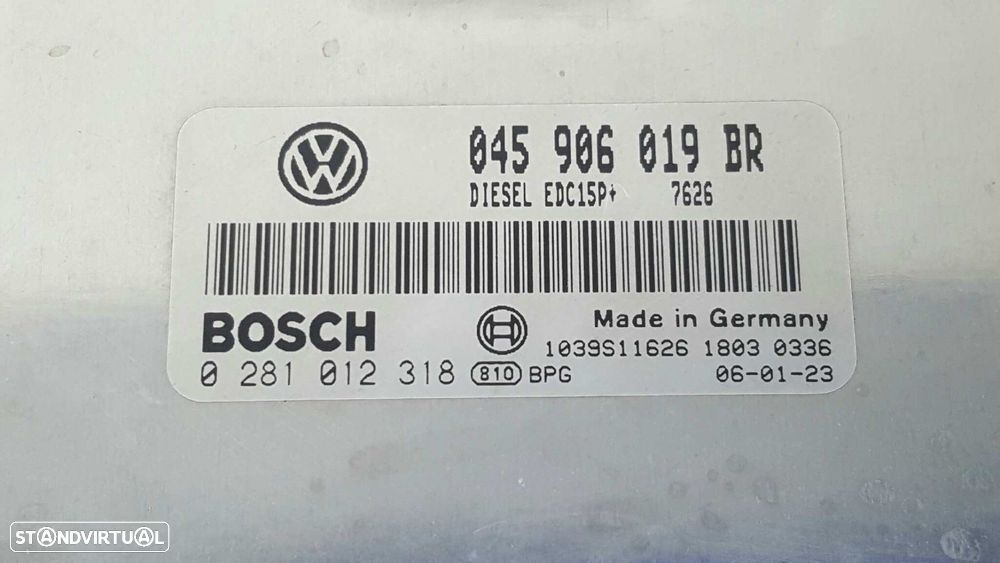 045 906 019 BR
DIESEL EDC15P+ 7626
BOSCH
Made in Germany
1039S11626 1803 0336
0 281 012 318 810 BPG 06-01-23
STANDVIRTUAL